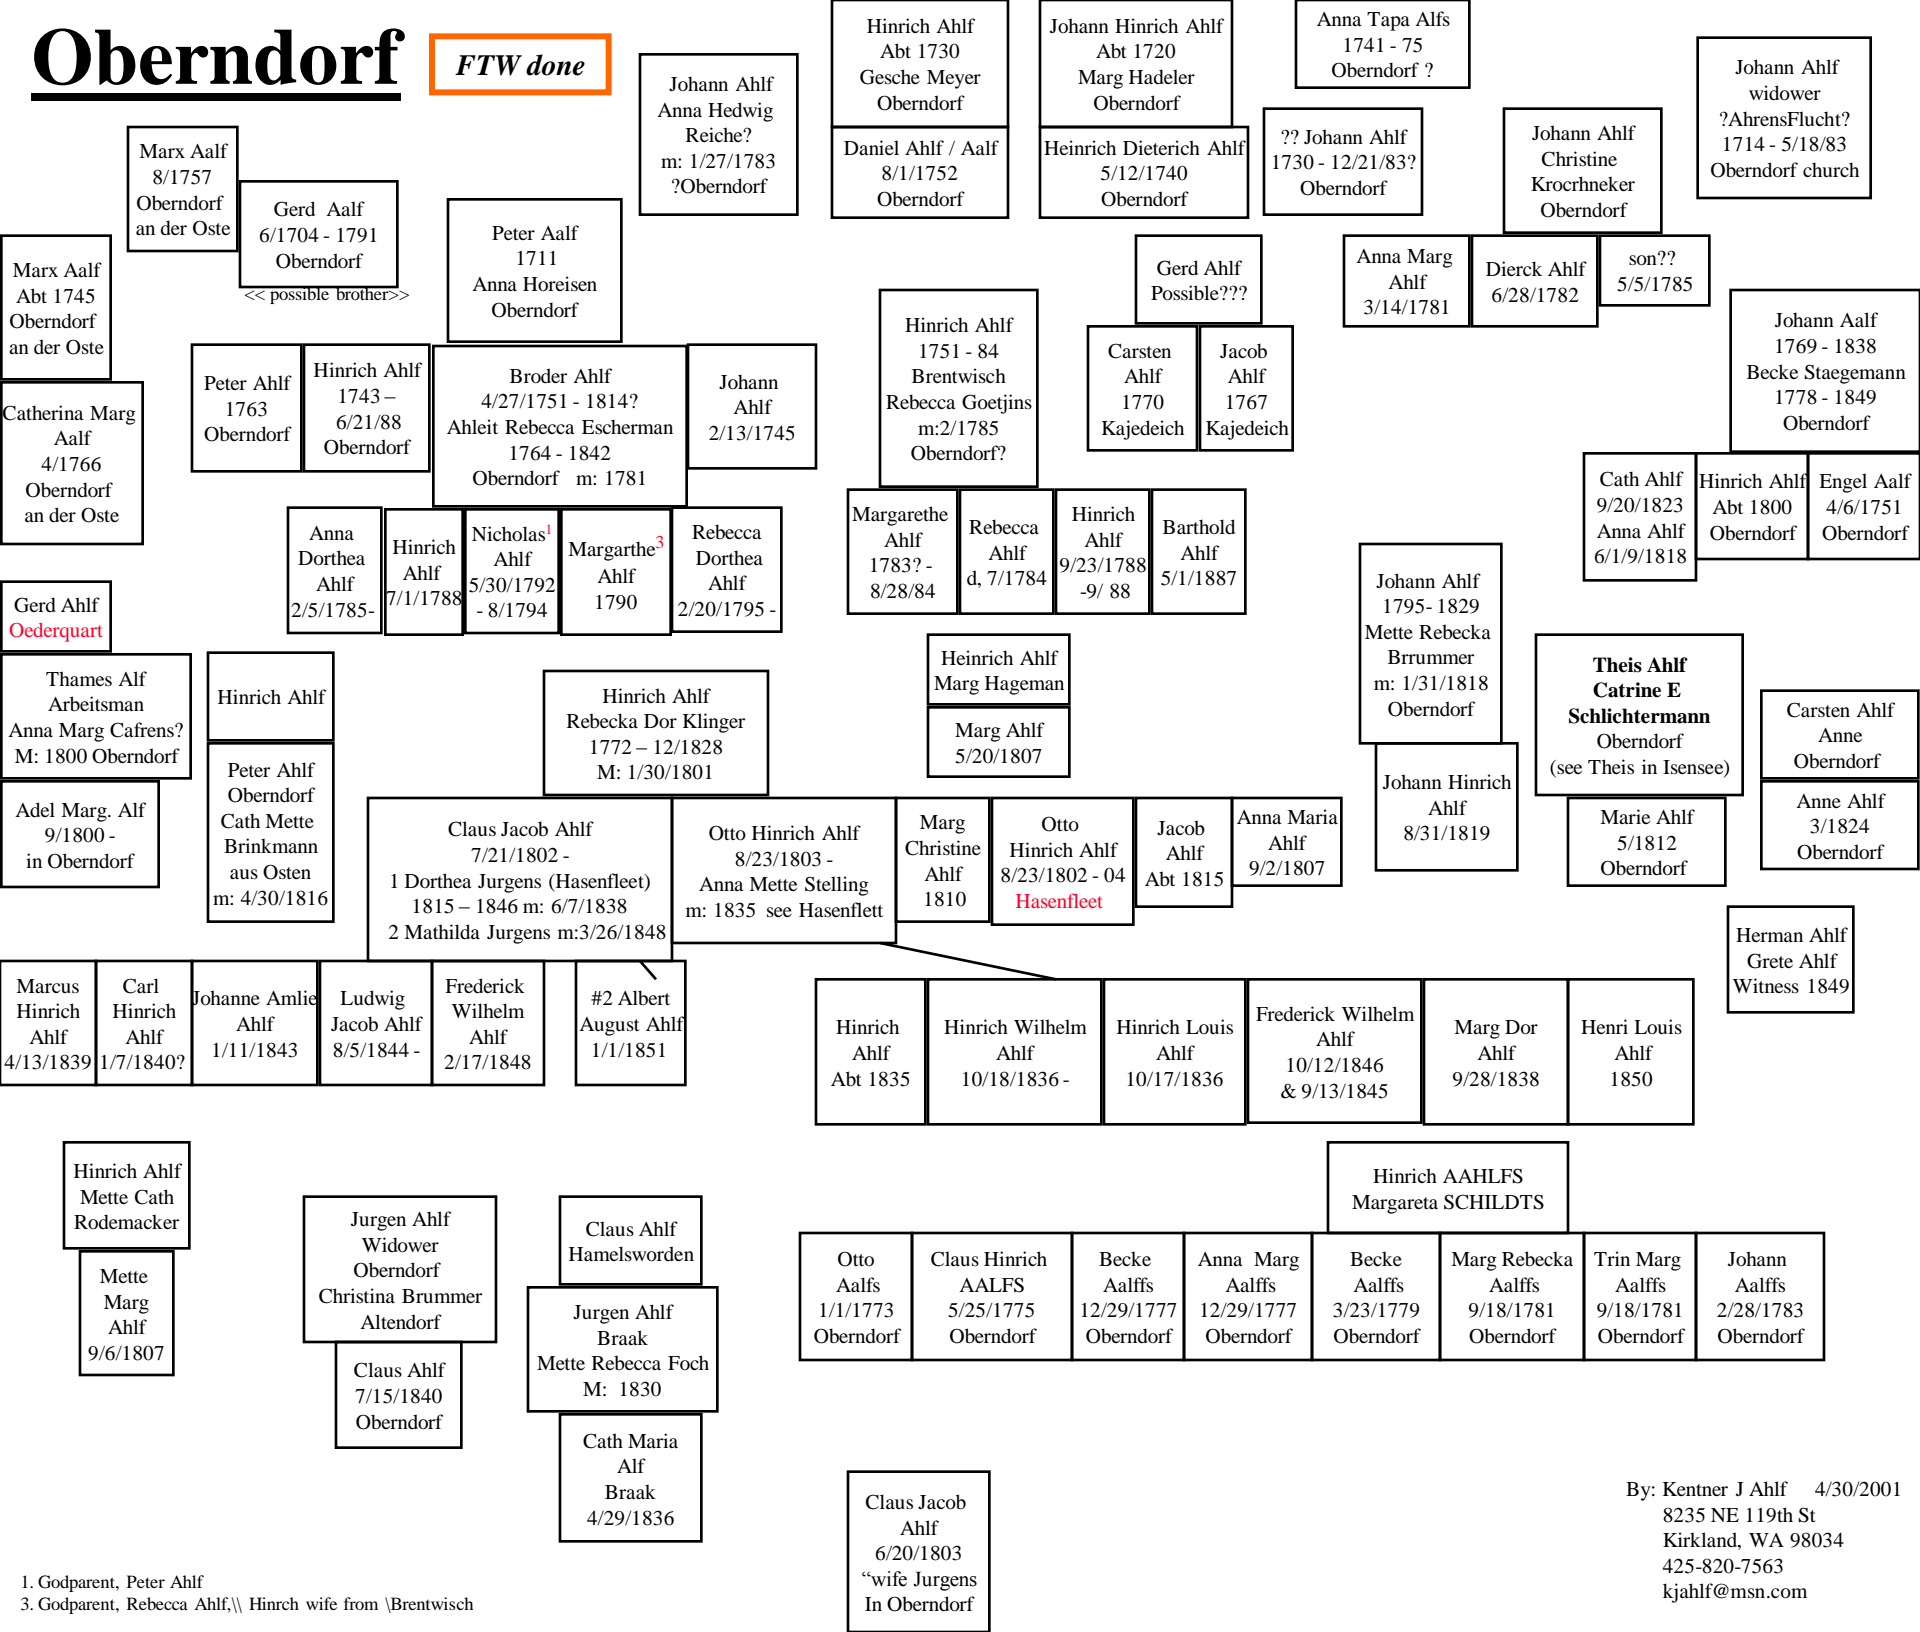 Oberndorf
FTW done
Johann Ahlf
Anna Hedwig
Reiche?
m: 1/27/1783
?Oberndorf
Hinrich Ahlf
Abt 1730
Gesche Meyer
Oberndorf
Daniel Ahlf / Aalf
8/1/1752
Oberndorf
Johann Hinrich Ahlf
Abt 1720
Marg Hadeler
Oberndorf
Heinrich Dieterich Ahlf
5/12/1740
Oberndorf
Anna Tapa Alfs
1741 - 75
Oberndorf ?
?? Johann Ahlf
1730 - 12/21/83?
Oberndorf
Johann Ahlf
Christine
Krocrhneker
Oberndorf
Anna Marg
Ahlf
3/14/1781
Dierck Ahlf
6/28/1782
son??
5/5/1785
Johann Ahlf
widower
?AhrensFlucht?
1714 - 5/18/83
Oberndorf church
Marx Aalf
8/1757
Oberndorf
an der Oste
Gerd Aalf
6/1704 - 1791
Oberndorf
<< possible brother>>
Marx Aalf
Abt 1745
Oberndorf
an der Oste
Catherina Marg
Aalf
4/1766
Oberndorf
an der Oste
Peter Aalf
1711
Anna Horeisen
Oberndorf
Peter Ahlf
1763
Oberndorf
Hinrich Ahlf
1743 –
6/21/88
Oberndorf
Broder Ahlf
4/27/1751 - 1814?
Ahleit Rebecca Escherman
1764 - 1842
Oberndorf m: 1781
Johann
Ahlf
2/13/1745
Anna
Dorthea
Ahlf
2/5/1785-
Hinrich
Ahlf
7/1/1788
Nicholas1
Ahlf
5/30/1792
- 8/1794
Margarthe3
Ahlf
1790
Rebecca
Dorthea
Ahlf
2/20/1795 -
Hinrich Ahlf
1751 - 84
Brentwisch
Rebecca Goetjins
m:2/1785
Oberndorf?
Margarethe
Ahlf
1783? -
8/28/84
Rebecca
Ahlf
d, 7/1784
Hinrich
Ahlf
9/23/1788
-9/ 88
Barthold
Ahlf
5/1/1887
Gerd Ahlf
Possible???
Carsten
Ahlf
1770
Kajedeich
Jacob
Ahlf
1767
Kajedeich
Johann Aalf
1769 - 1838
Becke Staegemann
1778 - 1849
Oberndorf
Cath Ahlf
9/20/1823
Anna Ahlf
6/1/9/1818
Hinrich Ahlf
Abt 1800
Oberndorf
Engel Aalf
4/6/1751
Oberndorf
Gerd Ahlf
Oederquart
Thames Alf
Arbeitsman
Anna Marg Cafrens?
M: 1800 Oberndorf
Adel Marg. Alf
9/1800 -
in Oberndorf
Hinrich Ahlf
Peter Ahlf
Oberndorf
Cath Mette
Brinkmann
aus Osten
m: 4/30/1816
Hinrich Ahlf
Rebecka Dor Klinger
1772 – 12/1828
M: 1/30/1801
Heinrich Ahlf
Marg Hageman
Marg Ahlf
5/20/1807
Johann Ahlf
1795- 1829
Mette Rebecka
Brrummer
m: 1/31/1818
Oberndorf
Johann Hinrich
Ahlf
8/31/1819
Theis Ahlf
Catrine E
Schlichtermann
Oberndorf
(see Theis in Isensee)
Marie Ahlf
5/1812
Oberndorf
Carsten Ahlf
Anne
Oberndorf
Anne Ahlf
3/1824
Oberndorf
Claus Jacob Ahlf
7/21/1802 -
1 Dorthea Jurgens (Hasenfleet)
1815 – 1846 m: 6/7/1838
2 Mathilda Jurgens m:3/26/1848
Otto Hinrich Ahlf
8/23/1803 -
Anna Mette Stelling
m: 1835 see Hasenflett
Marg
Christine
Ahlf
1810
Otto
Hinrich Ahlf
8/23/1802 - 04
Hasenfleet
Jacob
Ahlf
Abt 1815
Anna Maria
Ahlf
9/2/1807
Herman Ahlf
Grete Ahlf
Witness 1849
Marcus
Hinrich
Ahlf
4/13/1839
Carl
Hinrich
Ahlf
1/7/1840?
Johanne Amlie
Ahlf
1/11/1843
Ludwig
Jacob Ahlf
8/5/1844 -
Frederick
Wilhelm
Ahlf
2/17/1848
#2 Albert
August Ahlf
1/1/1851
Hinrich
Ahlf
Abt 1835
Hinrich Wilhelm
Ahlf
10/18/1836 -
Hinrich Louis
Ahlf
10/17/1836
Frederick Wilhelm
Ahlf
10/12/1846
& 9/13/1845
Marg Dor
Ahlf
9/28/1838
Henri Louis
Ahlf
1850
Hinrich Ahlf
Mette Cath
Rodemacker
Mette
Marg
Ahlf
9/6/1807
Jurgen Ahlf
Widower
Oberndorf
Christina Brummer
Altendorf
Claus Ahlf
7/15/1840
Oberndorf
Claus Ahlf
Hamelsworden
Jurgen Ahlf
Braak
Mette Rebecca Foch
M: 1830
Cath Maria
Alf
Braak
4/29/1836
Hinrich AAHLFS
Margareta SCHILDTS
Otto
Aalfs
1/1/1773
Oberndorf
Claus Hinrich
AALFS
5/25/1775
Oberndorf
Becke
Aalffs
12/29/1777
Oberndorf
Anna Marg
Aalffs
12/29/1777
Oberndorf
Becke
Aalffs
3/23/1779
Oberndorf
Marg Rebecka
Aalffs
9/18/1781
Oberndorf
Trin Marg
Aalffs
9/18/1781
Oberndorf
Johann
Aalffs
2/28/1783
Oberndorf
Claus Jacob
Ahlf
6/20/1803
“wife Jurgens
In Oberndorf
By: Kentner J Ahlf 4/30/2001
8235 NE 119th St
Kirkland, WA 98034
425-820-7563
kjahlf@msn.com
1. Godparent, Peter Ahlf
3. Godparent, Rebecca Ahlf,\\ Hinrch wife from \Brentwisch